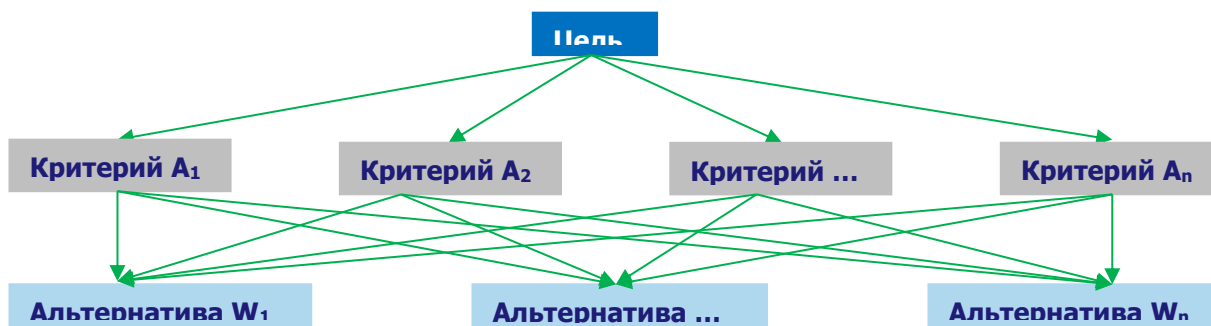 Цель
Критерий A₁
Критерий A₂
Критерий ...
Критерий Aₙ
Альтернатива W₁
Альтернатива ...
Альтернатива Wₙ